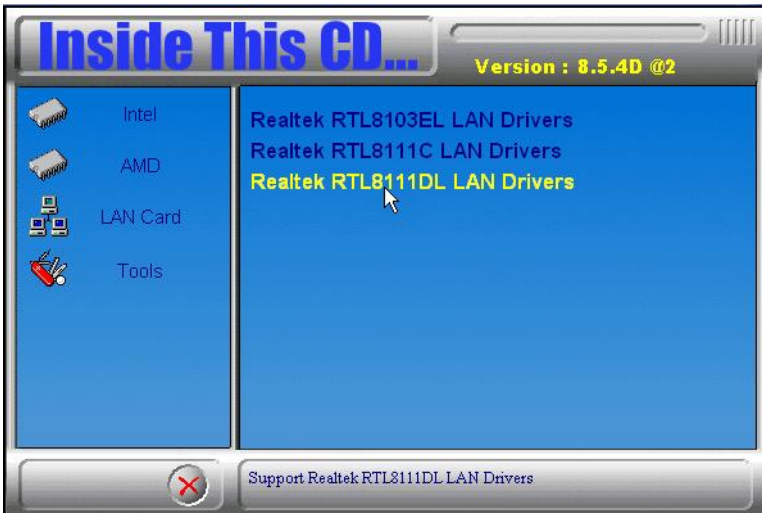 Inside This CD...
Version : 8.5.4D @2
Intel
AMD
LAN Card
Tools
Realtek RTL8103EL LAN Drivers
Realtek RTL8111C LAN Drivers
Realtek RTL8111DL LAN Drivers
Support Realtek RTL8111DL LAN Drivers